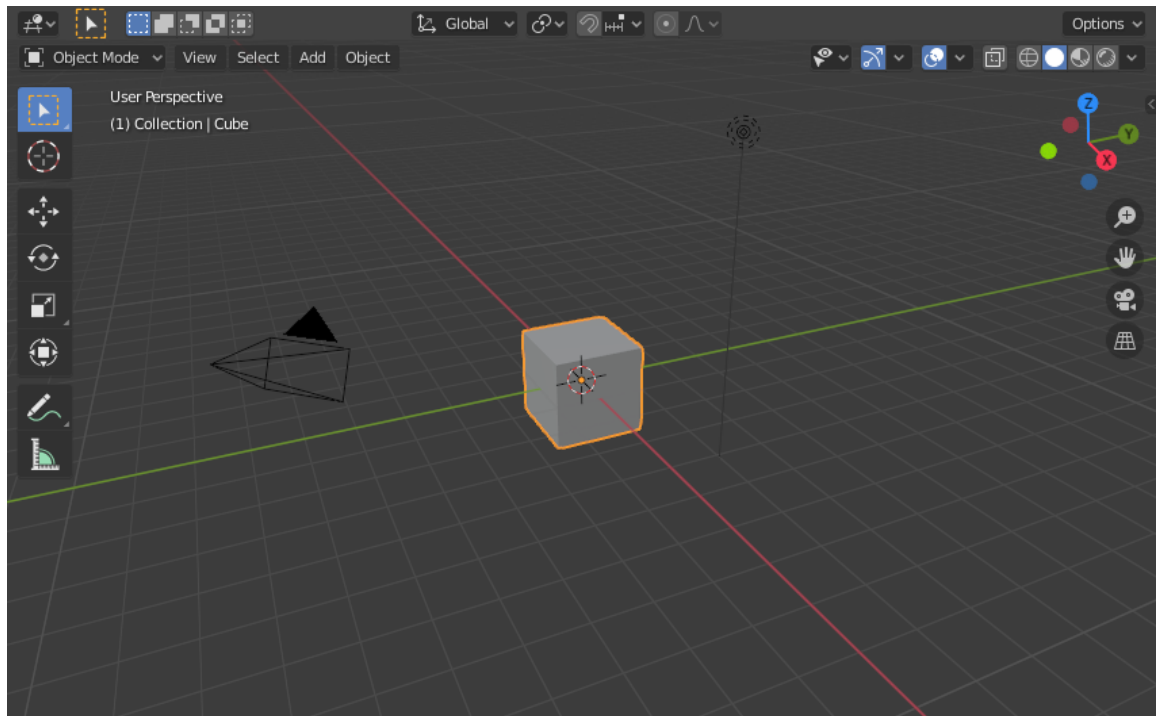 Global
Options
Object Mode View Select Add Object
User Perspective
(1) Collection | Cube
Z
Y
X